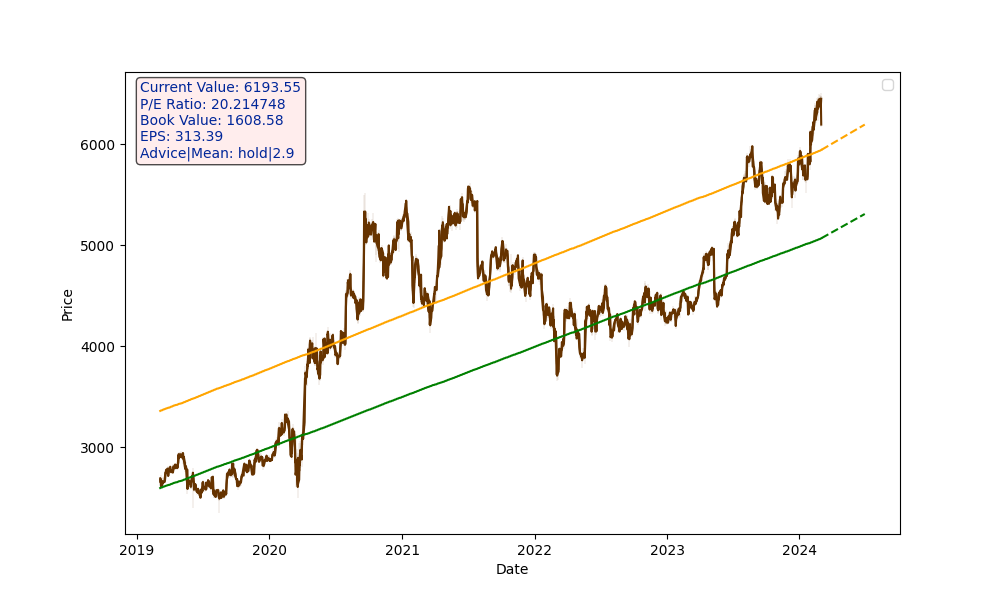 Current Value: 6193.55
P/E Ratio: 20.214748
Book Value: 1608.58
EPS: 313.39
Advice|Mean: hold|2.9
6000
5000
4000
3000
Price
2019 2020 2021 2022 2023 2024
Date